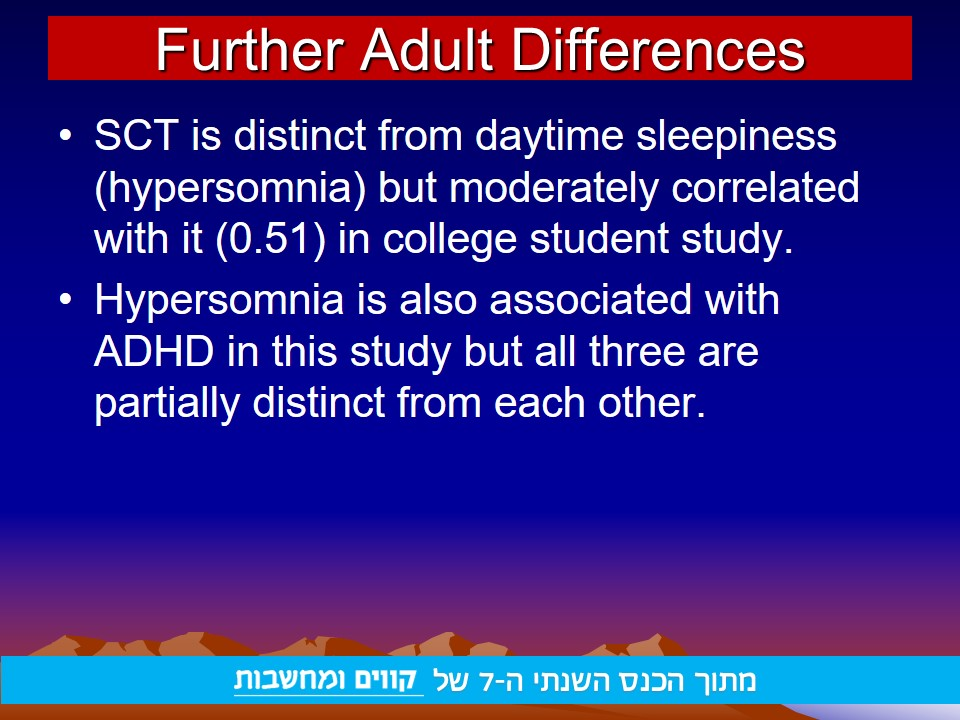 Further Adult Differences
• SCT is distinct from daytime sleepiness
(hypersomnia) but moderately correlated
with it (0.51) in college student study.
• Hypersomnia is also associated with
ADHD in this study but all three are
partially distinct from each other.
מתוך הכנס השנתי ה-7 של קווים ומחשבות